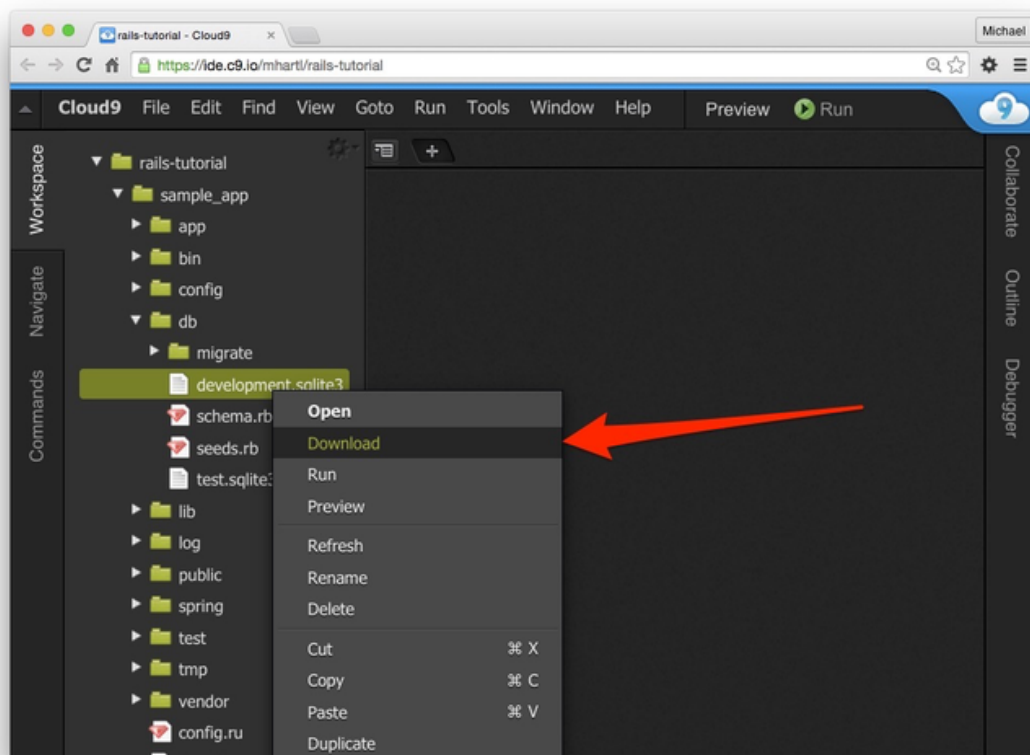 rails-tutorial - Cloud9
Michael
https://ide.c9.io/mhartl/rails-tutorial
Cloud9 File Edit Find View Goto Run Tools Window Help Preview Run
9
Workspace
Navigate
Commands
rails-tutorial
sample_app
app
bin
config
db
migrate
development.sqlite3
schema.rb
seeds.rb
test.sqlite3
lib
log
public
spring
test
tmp
vendor
config.ru
Open
Download
Run
Preview
Refresh
Rename
Delete
Cut ⌘ X
Copy ⌘ C
Paste ⌘ V
Duplicate
Collaborate
Outline
Debugger